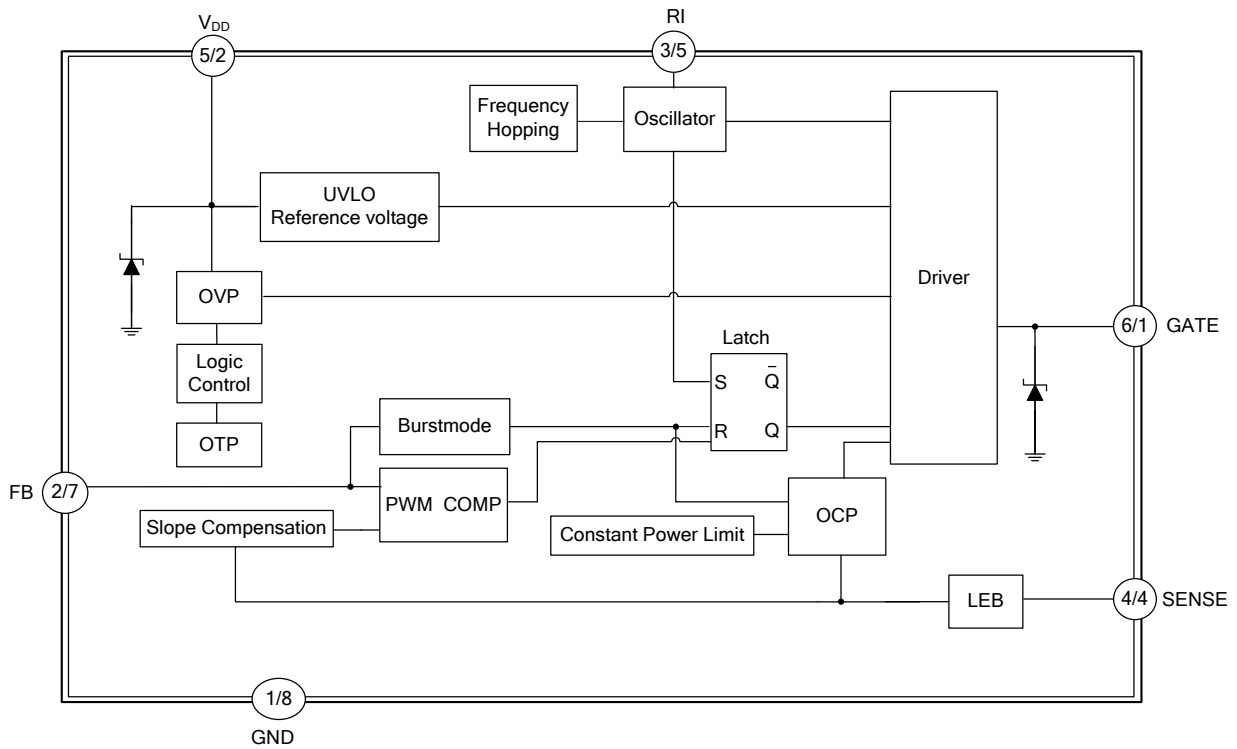 V_DD
5/2
RI
3/5
Frequency
Hopping
Oscillator
UVLO
Reference voltage
Driver
OVP
6/1
GATE
Latch
Logic
Control
S
Q̄
Burstmode
R
Q
OTP
FB
2/7
PWM COMP
OCP
Slope Compensation
Constant Power Limit
LEB
4/4
SENSE
1/8
GND